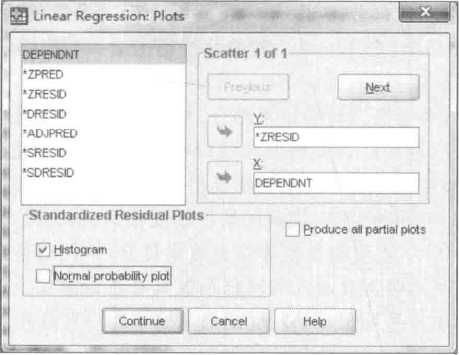 Linear Regression: Plots
DEPENDNT
*ZPRED
*ZRESID
*DRESID
*ADJPRED
*SRESID
*SDRESID
Scatter 1 of 1
Previous
Next
Y:
*ZRESID
X:
DEPENDNT
Standardized Residual Plots
Histogram
Normal probability plot
Produce all partial plots
Continue
Cancel
Help